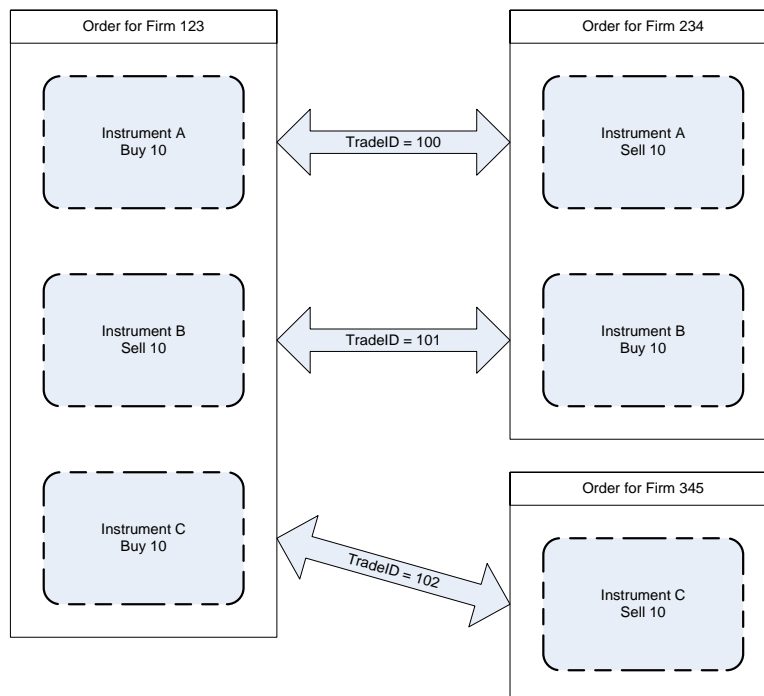 Order for Firm 123
Order for Firm 234
Instrument A
Buy 10
TradeID = 100
Instrument A
Sell 10
Instrument B
Sell 10
TradeID = 101
Instrument B
Buy 10
Instrument C
Buy 10
TradeID = 102
Order for Firm 345
Instrument C
Sell 10